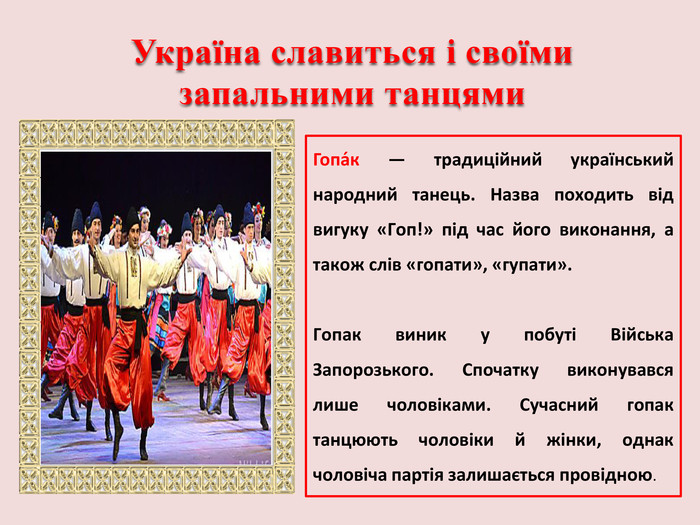 Україна славиться і своїми
запальними танцями
Гопа́к — традиційний український
народний танець. Назва походить від
вигуку «Гоп!» під час його виконання, а
також слів «гопати», «гупати».
Гопак виник у побуті Війська
Запорозького. Спочатку виконувався
лише чоловіками. Сучасний гопак
танцюють чоловіки й жінки, однак
чоловіча партія залишається провідною.